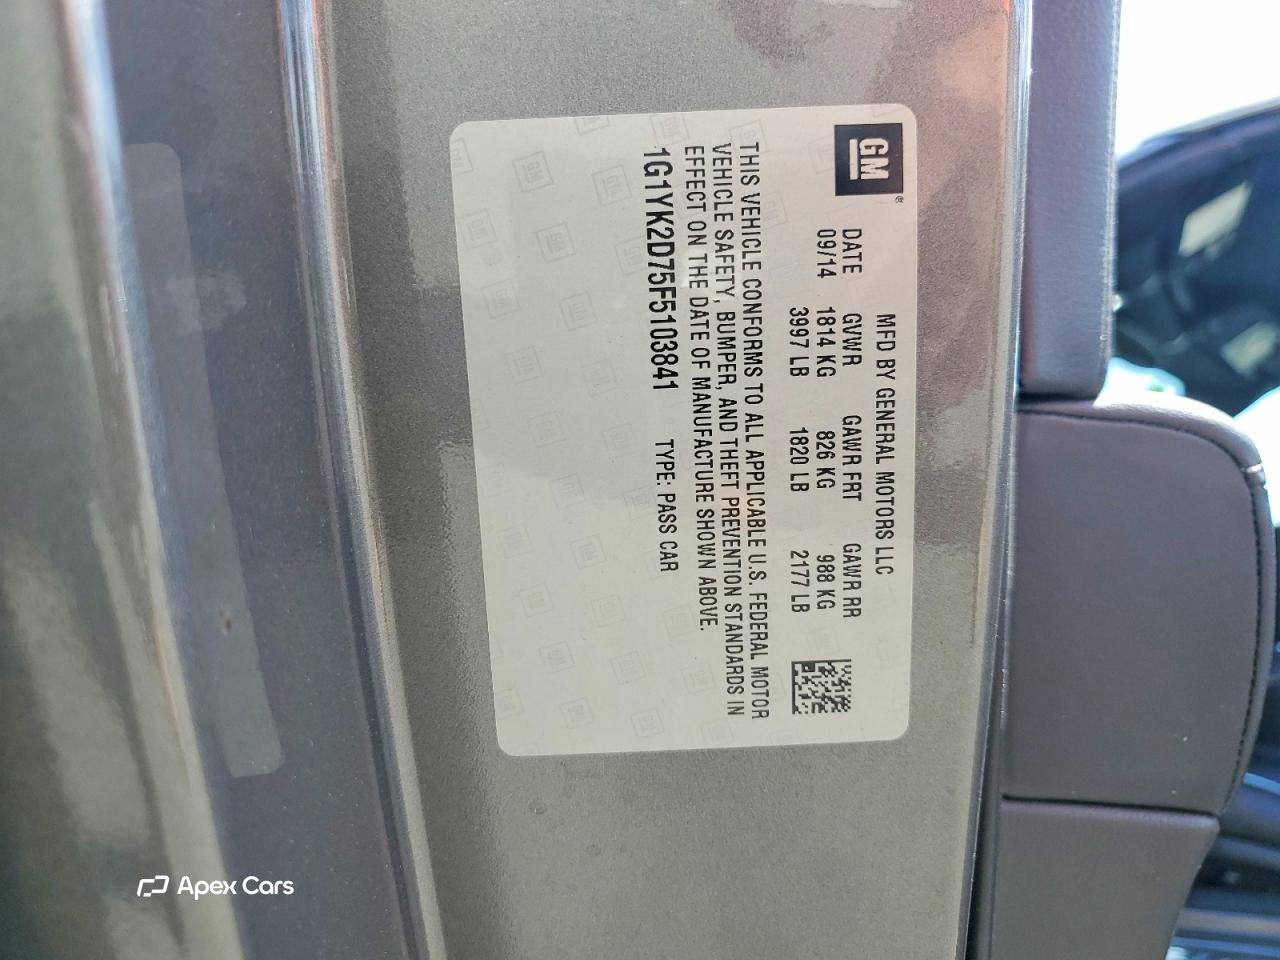 GM®
MFD BY GENERAL MOTORS LLC
DATE GVWR GAWR FRT GAWR RR
09/14 1814 KG 826 KG 988 KG
3997 LB 1820 LB 2177 LB
THIS VEHICLE CONFORMS TO ALL APPLICABLE U.S. FEDERAL MOTOR
VEHICLE SAFETY, BUMPER, AND THEFT PREVENTION STANDARDS IN
EFFECT ON THE DATE OF MANUFACTURE SHOWN ABOVE.
1G1YK2D75F5103841 TYPE: PASS CAR
Apex Cars